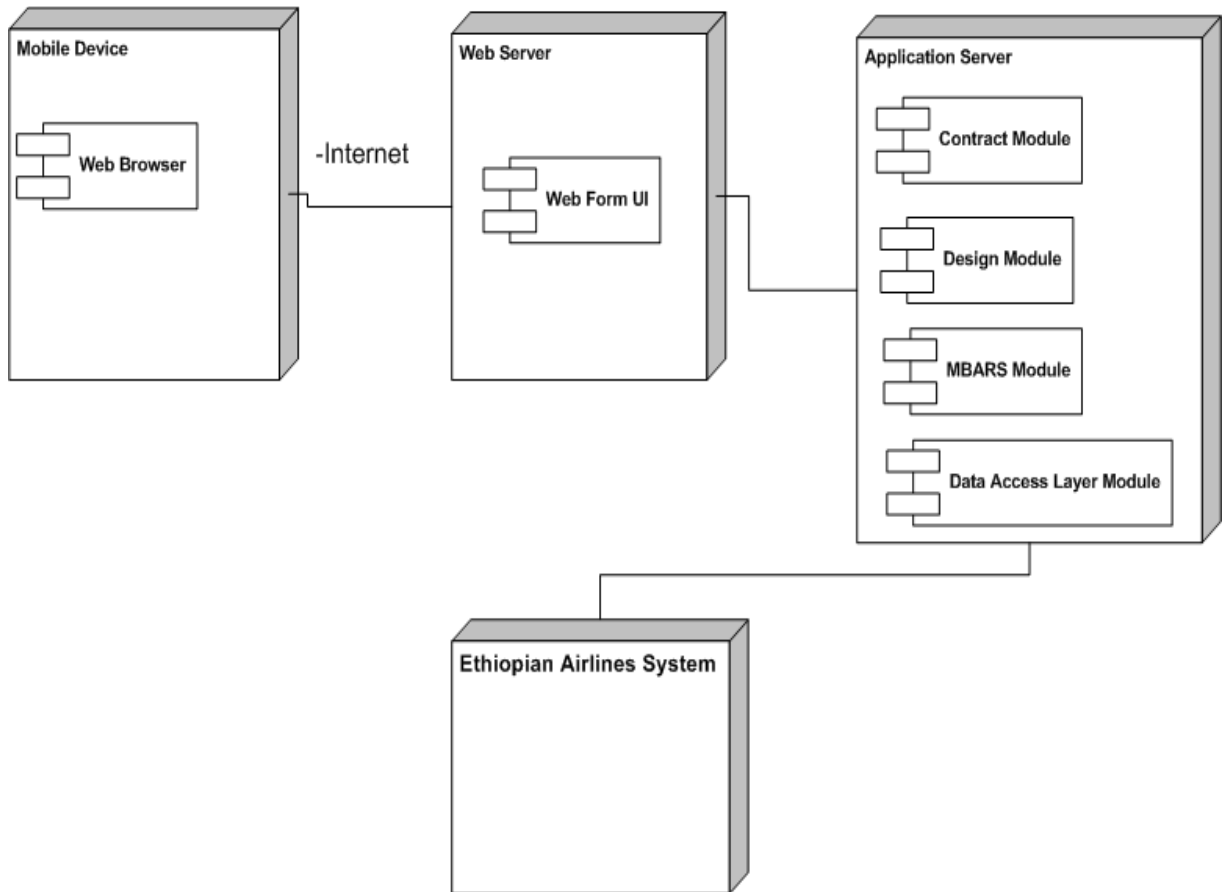 Mobile Device
Web Browser
-Internet
Web Server
Web Form UI
Application Server
Contract Module
Design Module
MBARS Module
Data Access Layer Module
Ethiopian Airlines System